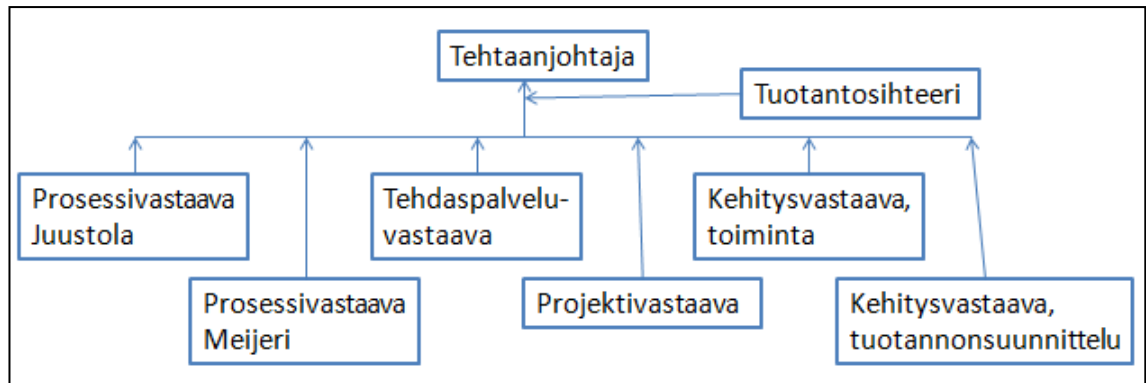 Tehtaanjohtaja
Tuotantosihteeri
Prosessivastaava
Juustola
Tehdaspalvelu-
vastaava
Kehitysvastaava,
toiminta
Prosessivastaava
Meijeri
Projektivastaava
Kehitysvastaava,
tuotannonsuunnittelu